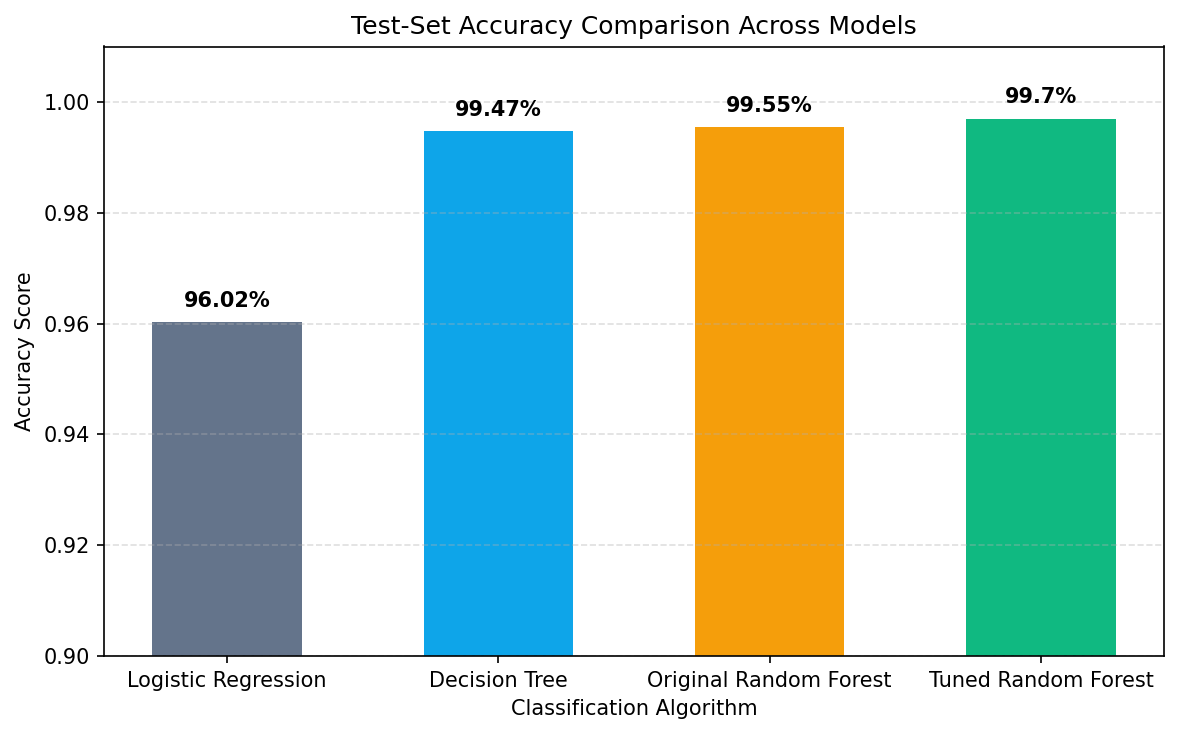 Test-Set Accuracy Comparison Across Models
Accuracy Score
1.00
0.98
0.96
0.94
0.92
0.90
96.02%
99.47%
99.55%
99.7%
Logistic Regression
Decision Tree
Original Random Forest
Tuned Random Forest
Classification Algorithm